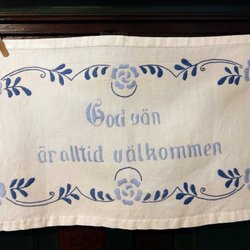 God vän
är alltid välkommen